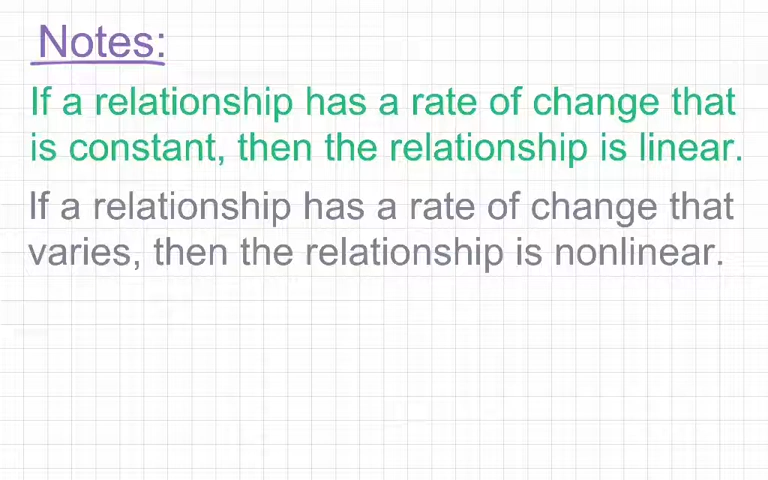 Notes:
If a relationship has a rate of change that
is constant, then the relationship is linear.
If a relationship has a rate of change that
varies, then the relationship is nonlinear.